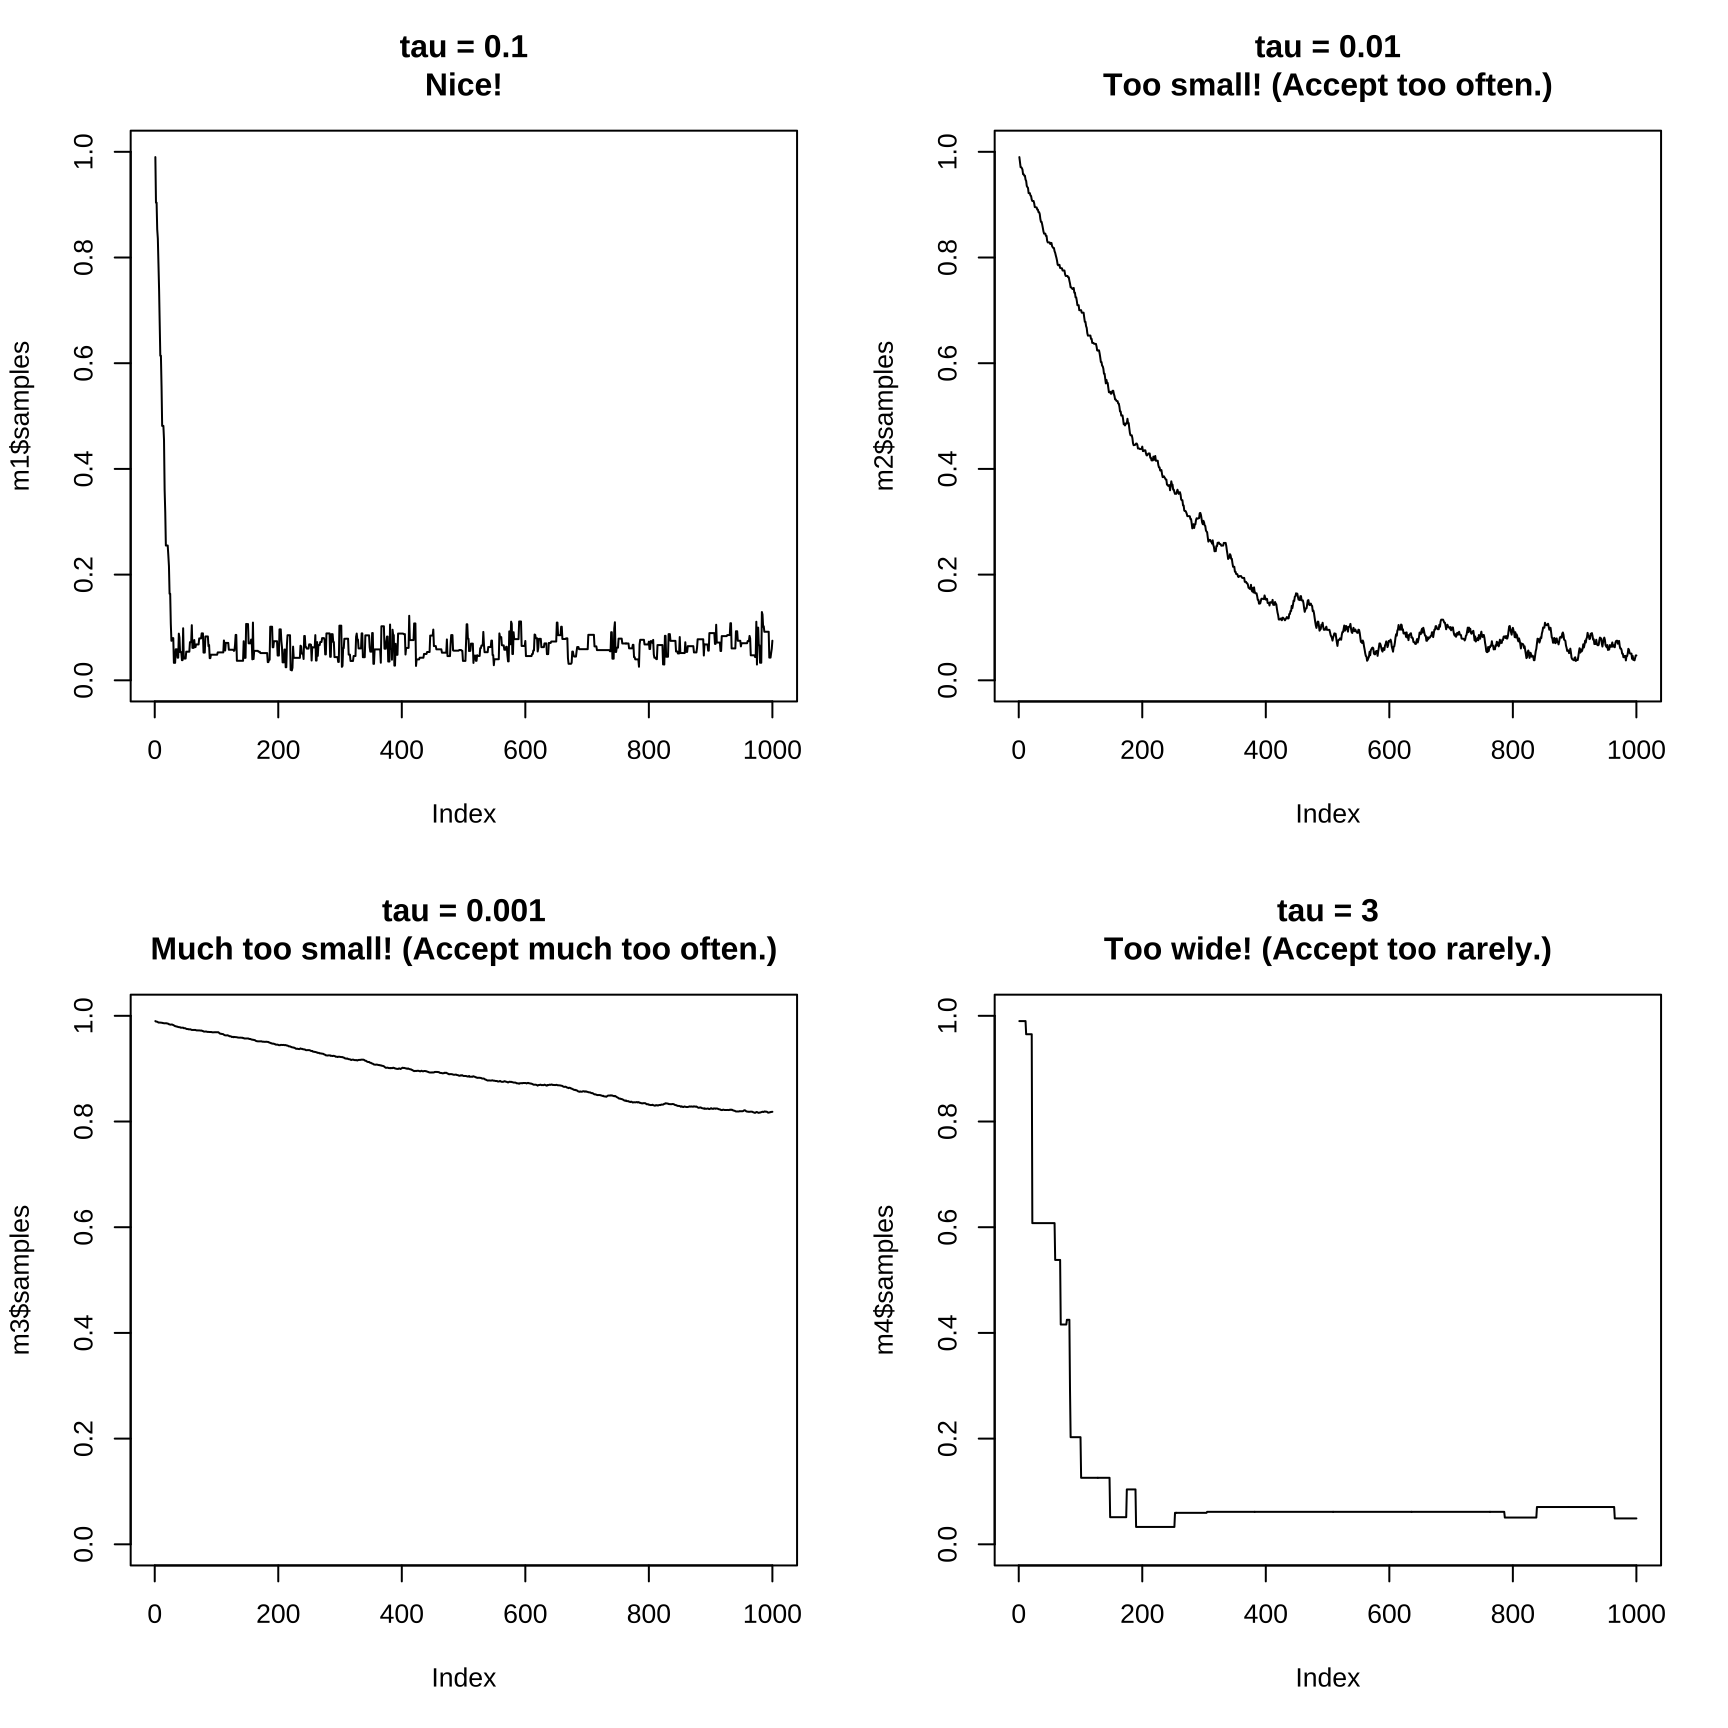 tau = 0.1
Nice!
m1$samples
1.0
0.8
0.6
0.4
0.2
0.0
0 200 400 600 800 1000
Index
tau = 0.01
Too small! (Accept too often.)
m2$samples
1.0
0.8
0.6
0.4
0.2
0.0
0 200 400 600 800 1000
Index
tau = 0.001
Much too small! (Accept much too often.)
m3$samples
1.0
0.8
0.6
0.4
0.2
0.0
0 200 400 600 800 1000
Index
tau = 3
Too wide! (Accept too rarely.)
m4$samples
1.0
0.8
0.6
0.4
0.2
0.0
0 200 400 600 800 1000
Index